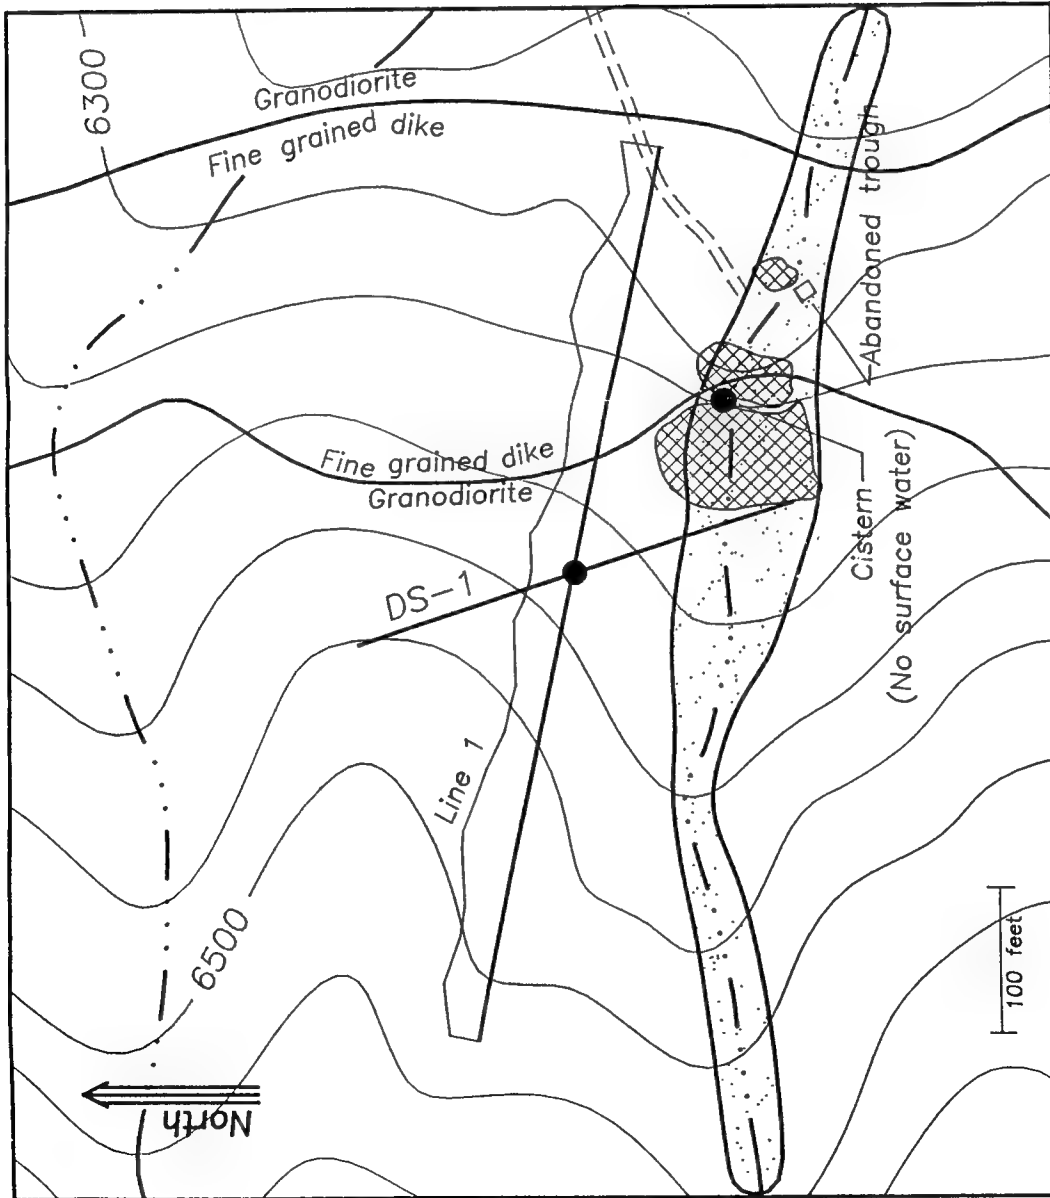 6300
Granodiorite
Fine grained dike
Abandoned trough
Fine grained dike
Granodiorite
DS-1
Cistern
(No surface water)
Line 1
6500
100 feet
North